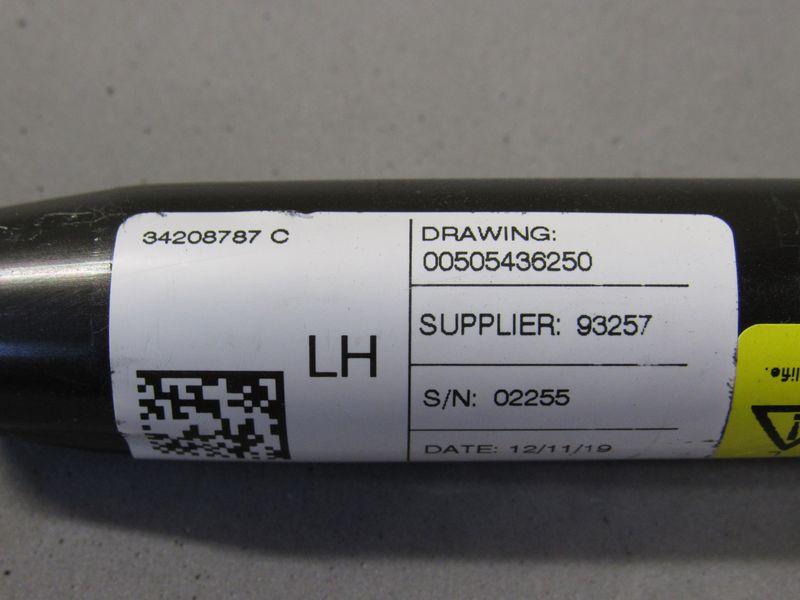 34208787 C
LH
DRAWING:
00505436250
SUPPLIER: 93257
S/N: 02255
DATE: 12/11/19